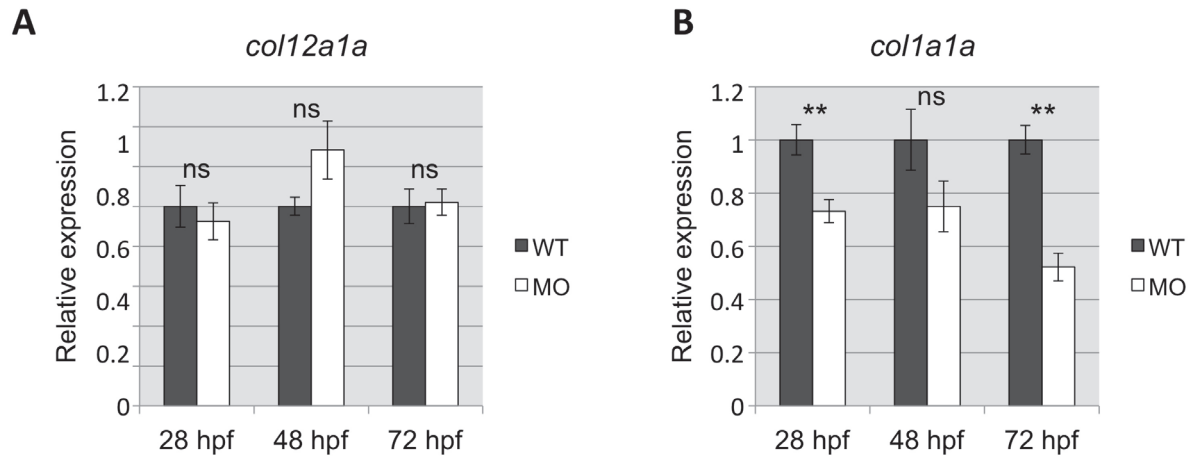 A
col12a1a
Relative expression
1.2
1
0.8
0.6
0.4
0.2
0
ns
ns
ns
28 hpf
48 hpf
72 hpf
WT
MO
B
col1a1a
Relative expression
1.2
1
0.8
0.6
0.4
0.2
0
**
ns
**
28 hpf
48 hpf
72 hpf
WT
MO